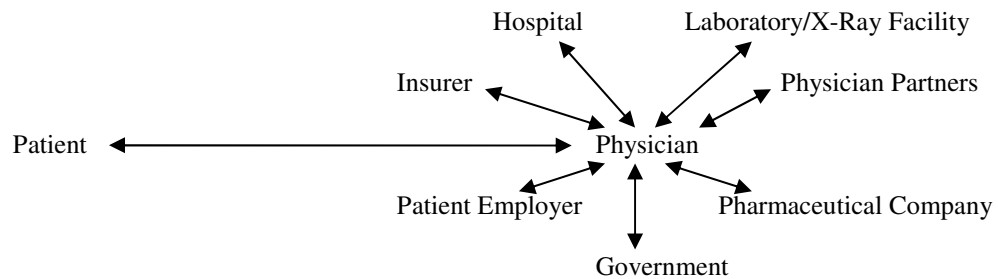 Hospital
Laboratory/X-Ray Facility
Insurer
Physician Partners
Patient
Physician
Patient Employer
Pharmaceutical Company
Government